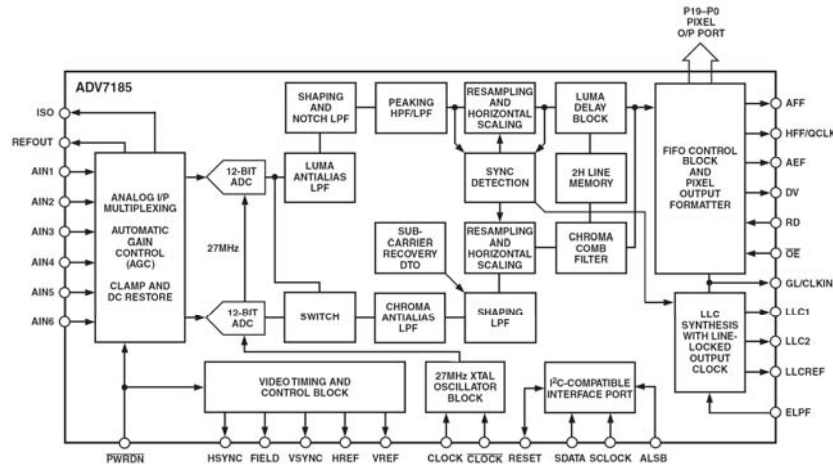 P19–P0
PIXEL
O/P PORT
ADV7185
ISO
REFOUT
AIN1
AIN2
AIN3
AIN4
AIN5
AIN6
ANALOG I/P
MULTIPLEXING
AUTOMATIC
GAIN
CONTROL
(AGC)
CLAMP AND
DC RESTORE
12-BIT
ADC
27MHz
12-BIT
ADC
SHAPING
AND
NOTCH LPF
LUMA
ANTIALIAS
LPF
PEAKING
HPF/LPF
RESAMPLING
AND
HORIZONTAL
SCALING
LUMA
DELAY
BLOCK
SYNC
DETECTION
2H LINE
MEMORY
SUB-
CARRIER
RECOVERY
DTO
RESAMPLING
AND
HORIZONTAL
SCALING
CHROMA
COMB
FILTER
SWITCH
CHROMA
ANTIALIAS
LPF
SHAPING
LPF
FIFO CONTROL
BLOCK
AND
PIXEL
OUTPUT
FORMATTER
LLC
SYNTHESIS
WITH LINE-
LOCKED
OUTPUT
CLOCK
AFF
HFF/QCLK
AEF
DV
RD
OE
GL/CLKIN
LLC1
LLC2
LLCREF
ELPF
VIDEO TIMING AND
CONTROL BLOCK
27MHz XTAL
OSCILLATOR
BLOCK
I2C-COMPATIBLE
INTERFACE PORT
PWRDN
HSYNC
FIELD
VSYNC
HREF
VREF
CLOCK
CLOCK
RESET
SDATA
SCLOCK
ALSB